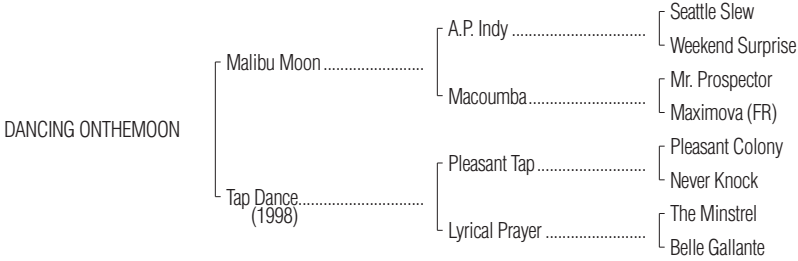 Seattle Slew
A.P. Indy ..............................
Weekend Surprise
Malibu Moon .......................
Mr. Prospector
Macoumba...........................
Maximova (FR)
DANCING ONTHEMOON
Pleasant Colony
Pleasant Tap .........................
Never Knock
Tap Dance............................
(1998)
The Minstrel
Lyrical Prayer .......................
Belle Gallante